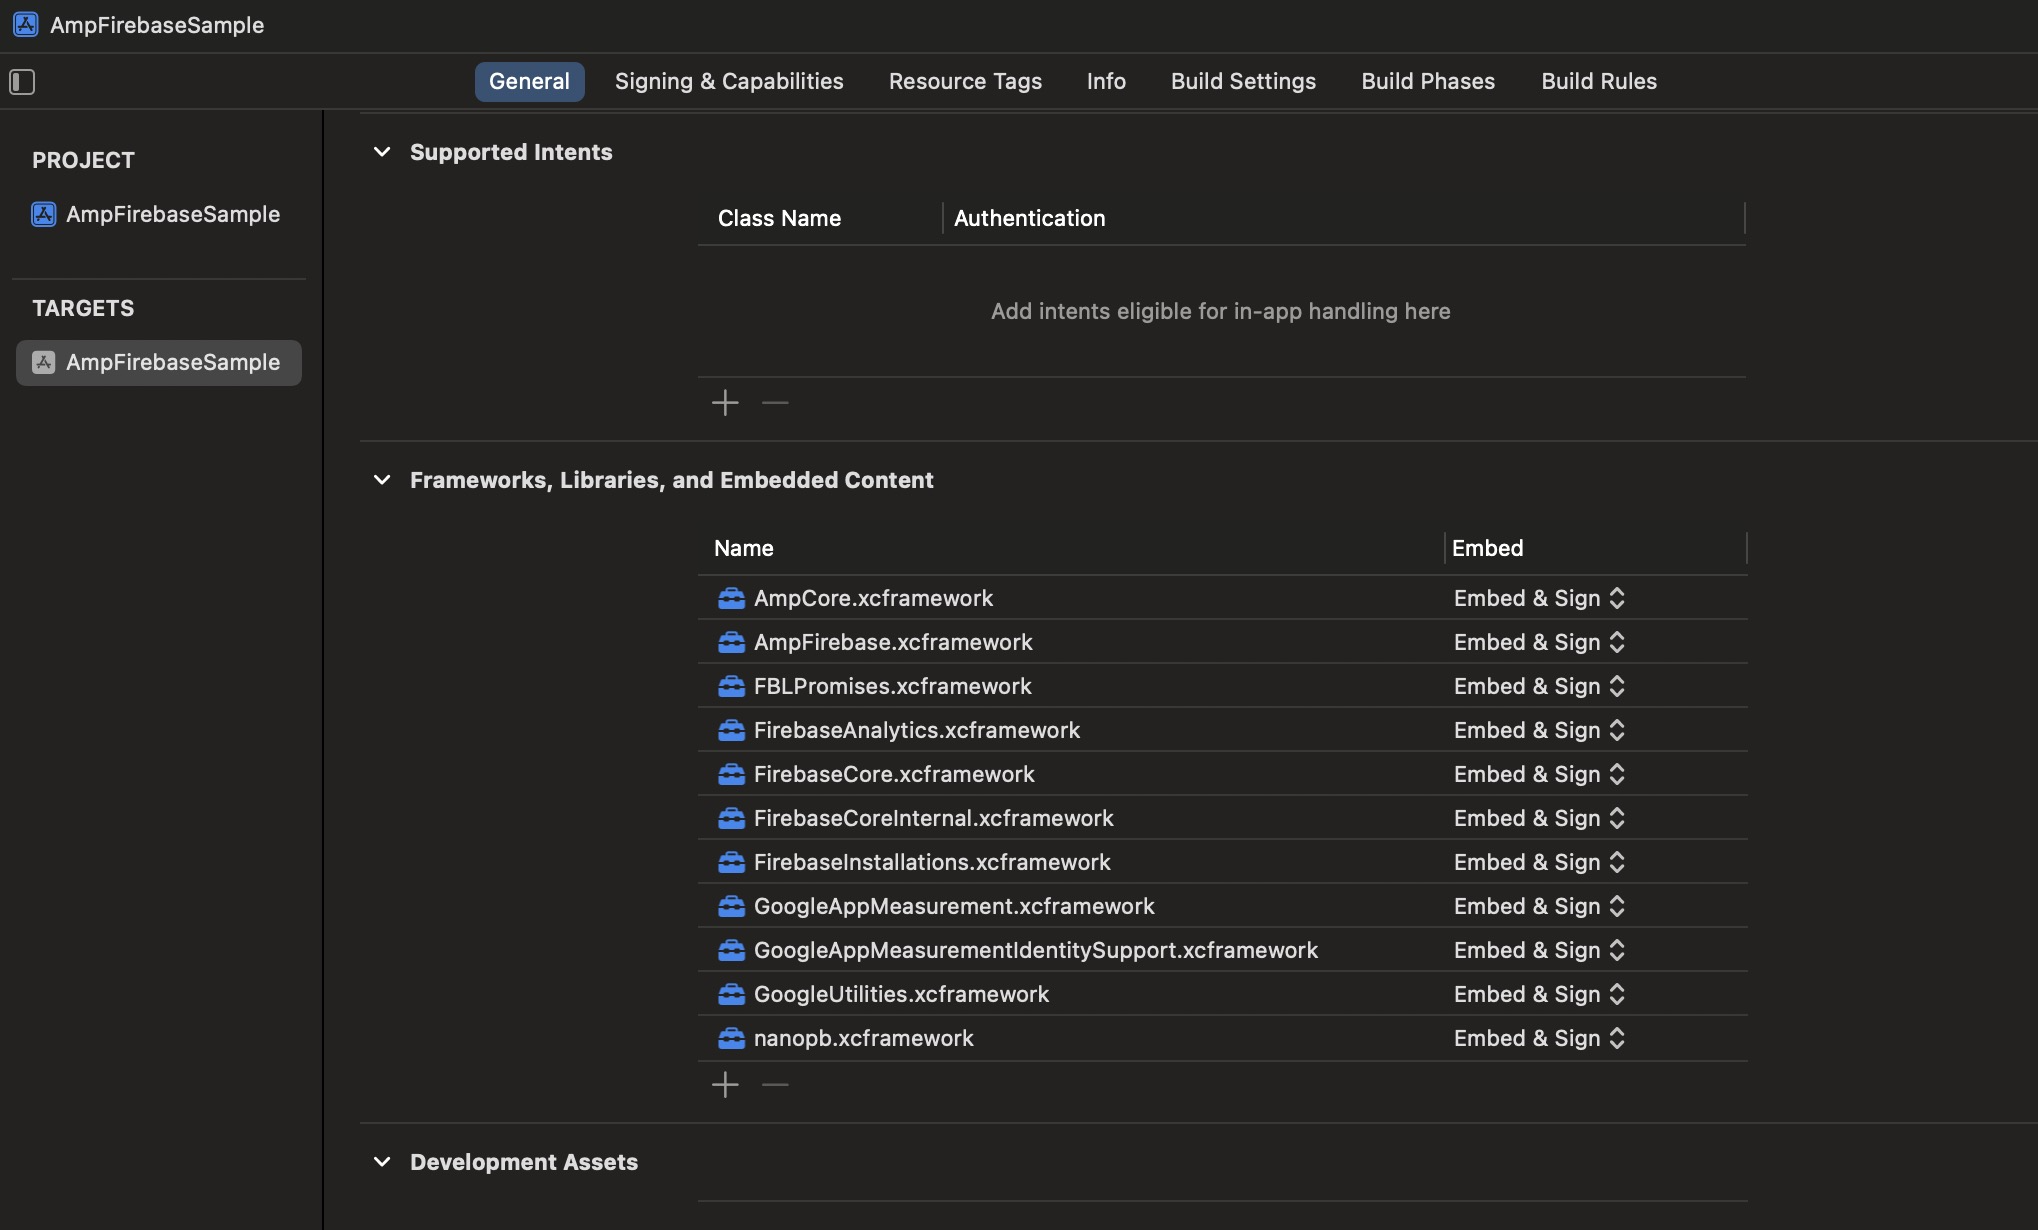 AmpFirebaseSample
General Signing & Capabilities Resource Tags Info Build Settings Build Phases Build Rules
PROJECT
AmpFirebaseSample
TARGETS
AmpFirebaseSample
Supported Intents
Class Name Authentication
Add intents eligible for in-app handling here
Frameworks, Libraries, and Embedded Content
Name Embed
AmpCore.xcframework Embed & Sign
AmpFirebase.xcframework Embed & Sign
FBLPromises.xcframework Embed & Sign
FirebaseAnalytics.xcframework Embed & Sign
FirebaseCore.xcframework Embed & Sign
FirebaseCoreInternal.xcframework Embed & Sign
FirebaseInstallations.xcframework Embed & Sign
GoogleAppMeasurement.xcframework Embed & Sign
GoogleAppMeasurementIdentitySupport.xcframework Embed & Sign
GoogleUtilities.xcframework Embed & Sign
nanopb.xcframework Embed & Sign
Development Assets